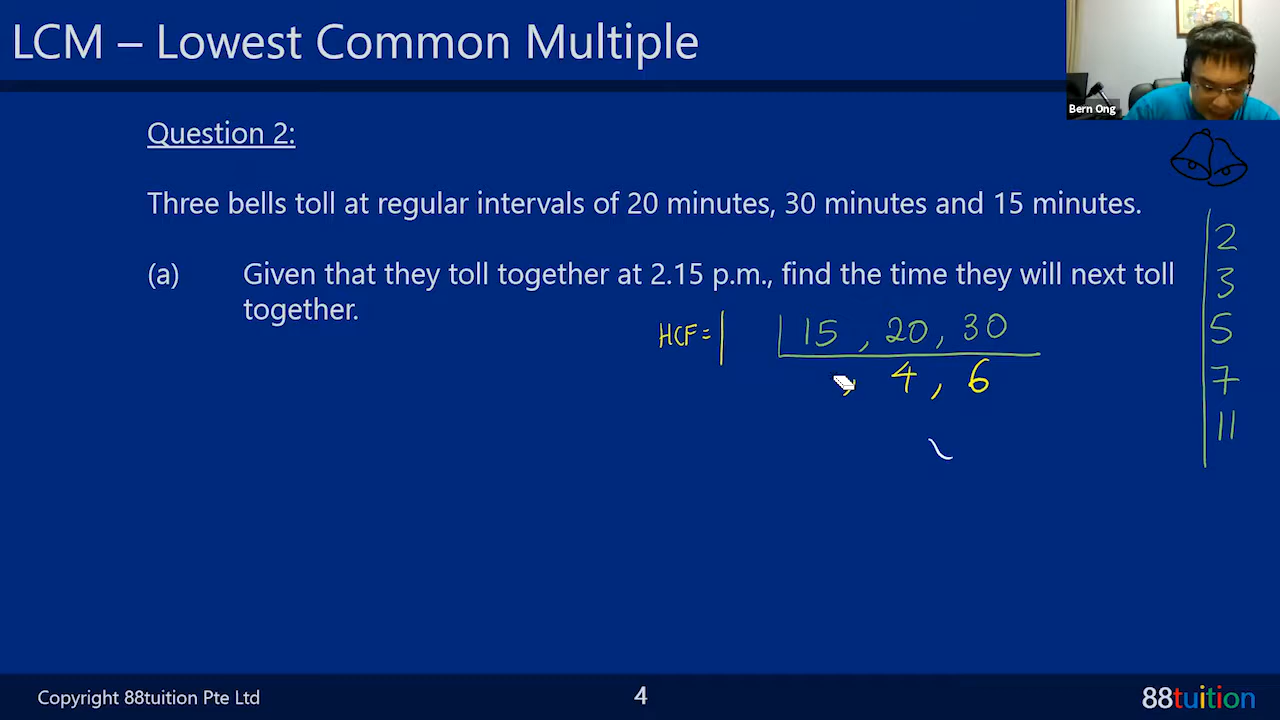 LCM – Lowest Common Multiple
Bern Ong
Question 2:
Three bells toll at regular intervals of 20 minutes, 30 minutes and 15 minutes.
(a) Given that they toll together at 2.15 p.m., find the time they will next toll
together.
HCF =
15, 20, 30
, 4, 6
2
3
5
7
11
Copyright 88tuition Pte Ltd
4
88tuition